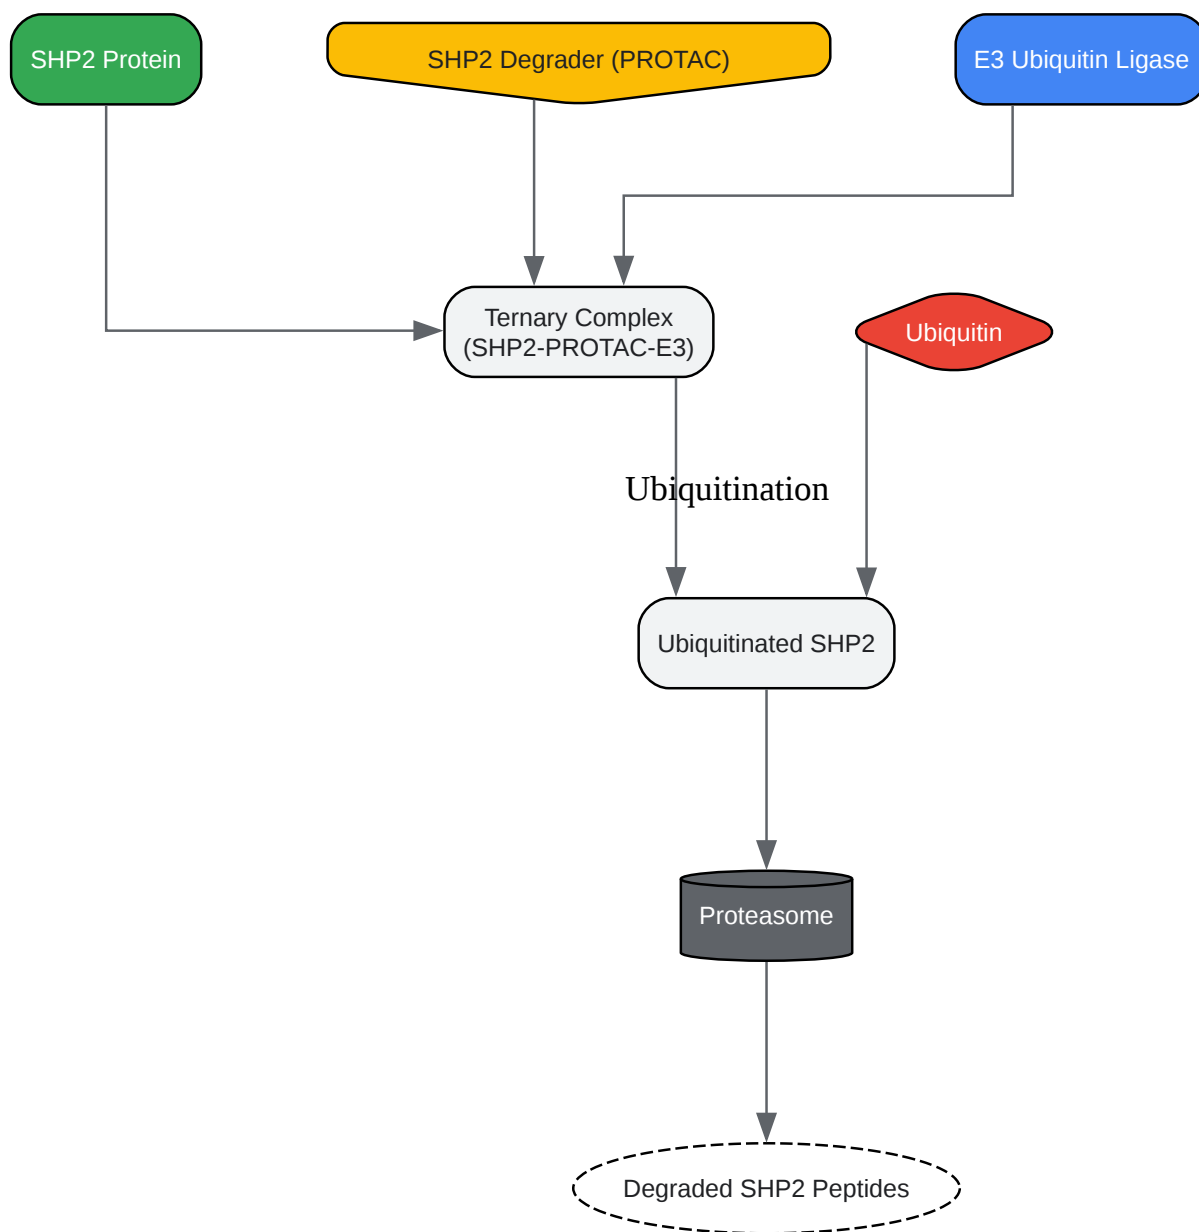 SHP2 Protein
SHP2 Degrader (PROTAC)
E3 Ubiquitin Ligase
Ternary Complex
(SHP2-PROTAC-E3)
Ubiquitin
Ubiquitination
Ubiquitinated SHP2
Proteasome
Degraded SHP2 Peptides